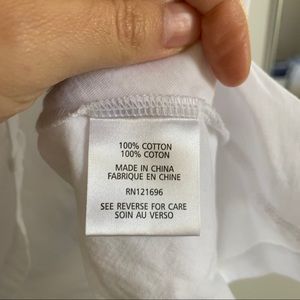 100% COTTON
100% COTON
MADE IN CHINA
FABRIQUE EN CHINE
RN121696
SEE REVERSE FOR CARE
SOIN AU VERSO